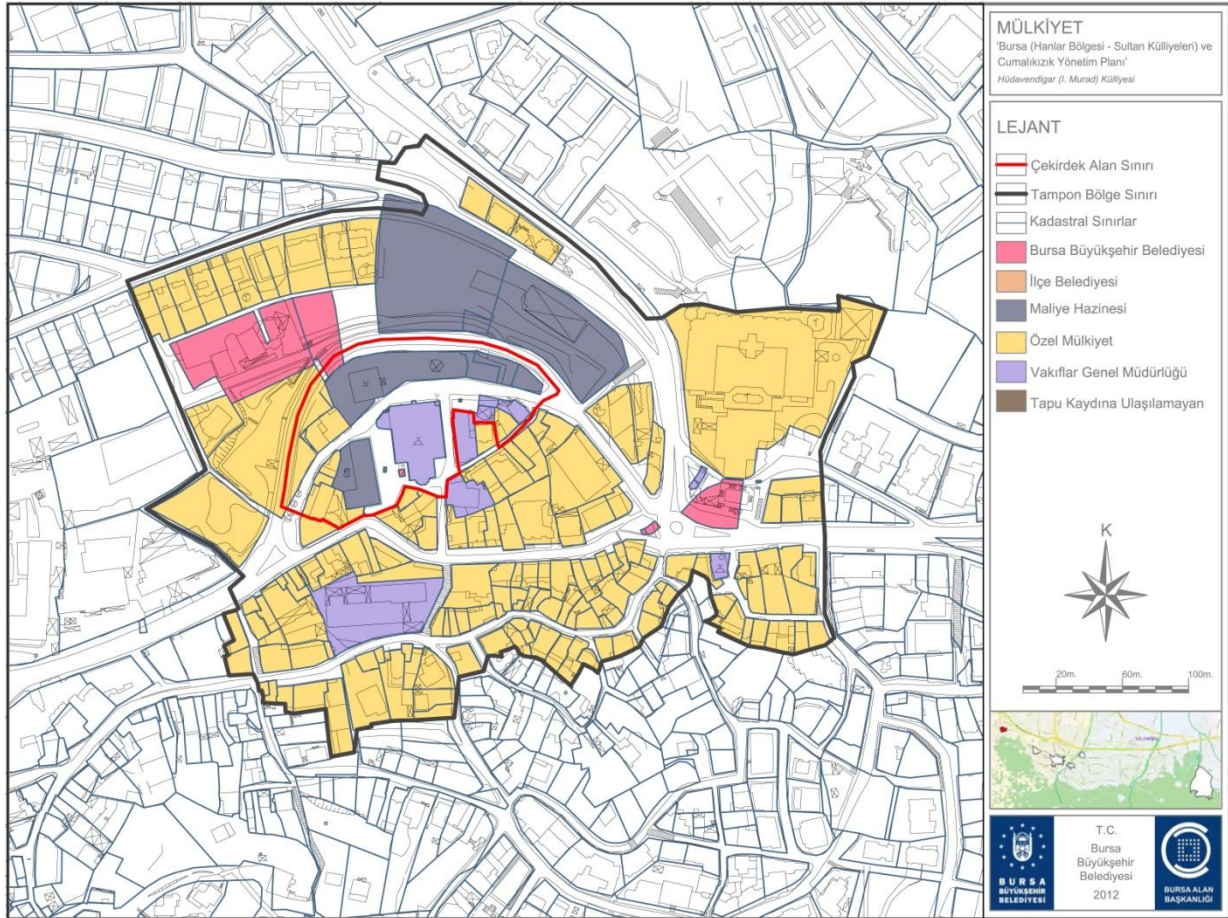 MÜLKİYET
'Bursa (Hanlar Bölgesi - Sultan Külliyeleri) ve
Cumalıkızık Yönetim Planı'
Hüdavendigar (I. Murad) Külliyesi
LEJANT
Çekirdek Alan Sınırı
Tampon Bölge Sınırı
Kadastral Sınırlar
Bursa Büyükşehir Belediyesi
İlçe Belediyesi
Maliye Hazinesi
Özel Mülkiyet
Vakıflar Genel Müdürlüğü
Tapu Kaydına Ulaşılamayan
K
20m. 60m. 100m.
BURSA
BÜYÜKŞEHİR
BELEDİYESİ
T.C.
Bursa
Büyükşehir
Belediyesi
2012
BURSA ALAN
BAŞKANLIĞI